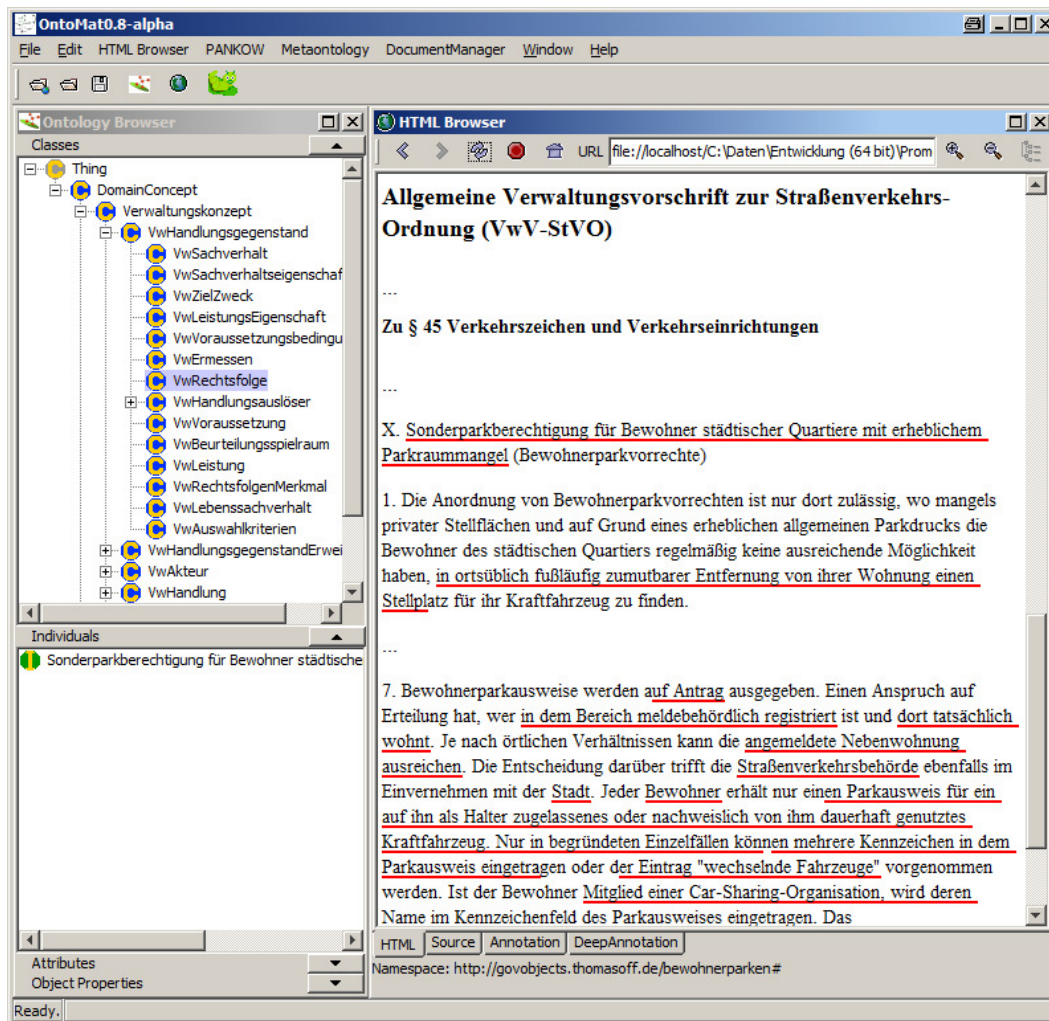 OntoMat0.8-alpha
File Edit HTML Browser PANKOW Metaontology DocumentManager Window Help
Ontology Browser
Classes
Thing
DomainConcept
Verwaltungskonzept
VwHandlungsgegenstand
VwSachverhalt
VwSachverhaltseigenschaf
VwZielZweck
VwLeistungsEigenschaft
VwVoraussetzungsbedingu
VwErmessen
VwRechtsfolge
VwHandlungsauslöser
VwVoraussetzung
VwBeurteilungsspielraum
VwLeistung
VwRechtsfolgenMerkmal
VwLebenssachverhalt
VwAuswahlkriterien
VwHandlungsgegenstandErwei
VwAkteur
VwHandlung
Individuals
Sonderparkberechtigung für Bewohner städtische
Attributes
Object Properties
HTML Browser
URL file://localhost/C:\Daten\Entwicklung (64 bit)\Prom
Allgemeine Verwaltungsvorschrift zur Straßenverkehrs-
Ordnung (VwV-StVO)
...
Zu § 45 Verkehrszeichen und Verkehrseinrichtungen
...
X. Sonderparkberechtigung für Bewohner städtischer Quartiere mit erheblichem
Parkraummangel (Bewohnerparkvorrechte)
1. Die Anordnung von Bewohnerparkvorrechten ist nur dort zulässig, wo mangels
privater Stellflächen und auf Grund eines erheblichen allgemeinen Parkdrucks die
Bewohner des städtischen Quartiers regelmäßig keine ausreichende Möglichkeit
haben, in ortsüblich fußläufig zumutbarer Entfernung von ihrer Wohnung einen
Stellplatz für ihr Kraftfahrzeug zu finden.
...
7. Bewohnerparkausweise werden auf Antrag ausgegeben. Einen Anspruch auf
Erteilung hat, wer in dem Bereich meldebehördlich registriert ist und dort tatsächlich
wohnt. Je nach örtlichen Verhältnissen kann die angemeldete Nebenwohnung
ausreichen. Die Entscheidung darüber trifft die Straßenverkehrsbehörde ebenfalls im
Einvernehmen mit der Stadt. Jeder Bewohner erhält nur einen Parkausweis für ein
auf ihn als Halter zugelassenes oder nachweislich von ihm dauerhaft genutztes
Kraftfahrzeug. Nur in begründeten Einzelfällen können mehrere Kennzeichen in dem
Parkausweis eingetragen oder der Eintrag "wechselnde Fahrzeuge" vorgenommen
werden. Ist der Bewohner Mitglied einer Car-Sharing-Organisation, wird deren
Name im Kennzeichenfeld des Parkausweises eingetragen. Das
HTML Source Annotation DeepAnnotation
Namespace: http://govobjects.thomasoff.de/bewohnerparken#
Ready.